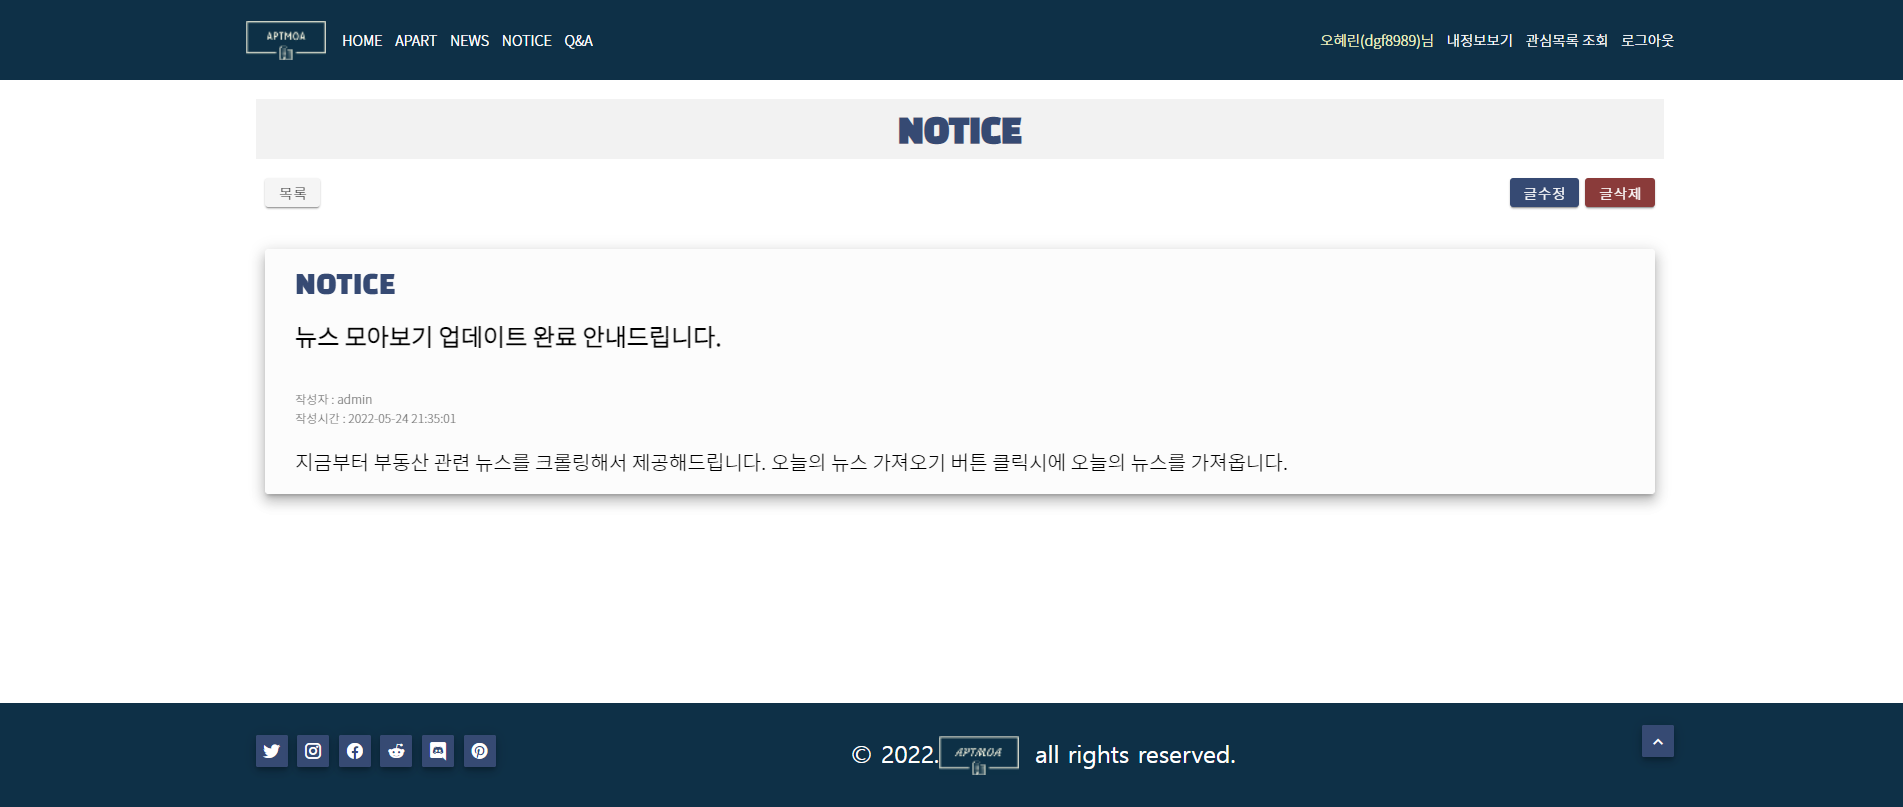 APTMOA HOME APART NEWS NOTICE Q&A 오혜린(dgf8989)님 내정보보기 관심목록 조회 로그아웃
NOTICE
목록 글수정 글삭제
NOTICE
뉴스 모아보기 업데이트 완료 안내드립니다.
작성자 : admin
작성시간 : 2022-05-24 21:35:01
지금부터 부동산 관련 뉴스를 크롤링해서 제공해드립니다. 오늘의 뉴스 가져오기 버튼 클릭시에 오늘의 뉴스를 가져옵니다.
© 2022. APTMOA all rights reserved.